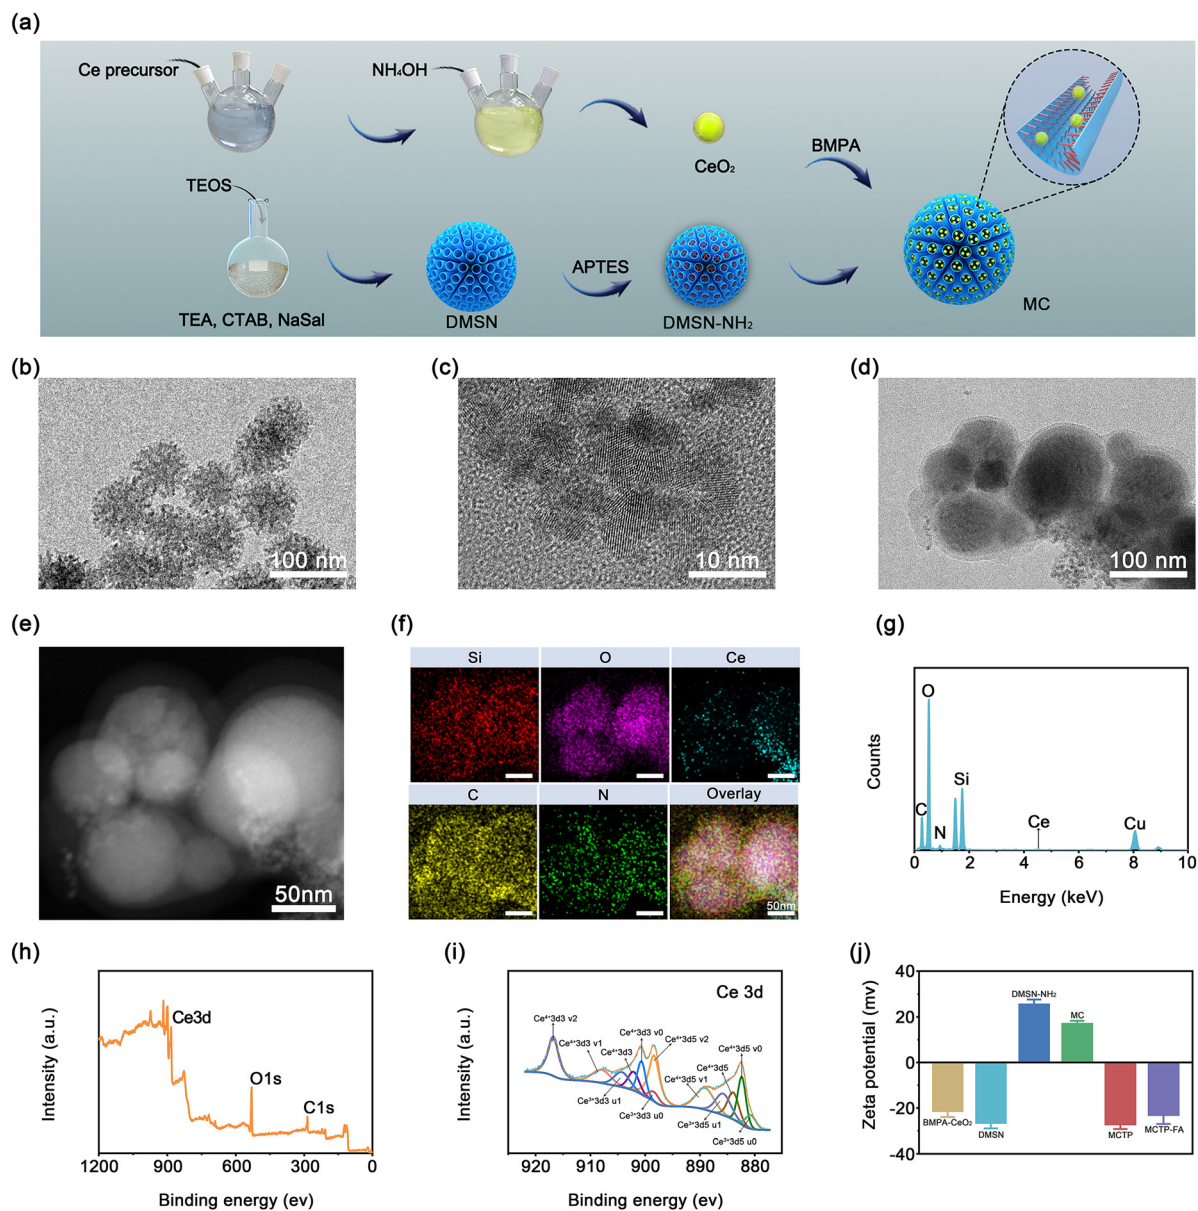 (a)
Ce precursor
NH₄OH
CeO₂
BMPA
TEOS
TEA, CTAB, NaSal
DMSN
APTES
DMSN-NH₂
MC
(b)
100 nm
(c)
10 nm
(d)
100 nm
(e)
50nm
(f)
Si
O
Ce
C
N
Overlay
50nm
(g)
Counts
O
C
N
Si
Ce
Cu
0
2
4
6
8
10
Energy (keV)
(h)
Intensity (a.u.)
Ce3d
O1s
C1s
1200
900
600
300
0
Binding energy (ev)
(i)
Intensity (a.u.)
Ce 3d
Ce⁴⁺3d3 v2
Ce⁴⁺3d3 v1
Ce⁴⁺3d3
Ce⁴⁺3d3 v0
Ce⁴⁺3d5 v2
Ce⁴⁺3d5 v1
Ce⁴⁺3d5
Ce⁴⁺3d5 v0
Ce³⁺3d3 u1
Ce³⁺3d3 u0
Ce³⁺3d5 u1
Ce³⁺3d5 u0
920
910
900
890
880
Binding energy (ev)
(j)
Zeta potential (mv)
40
20
0
-20
-40
BMPA-CeO₂
DMSN
DMSN-NH₂
MC
MCTP
MCTP-FA